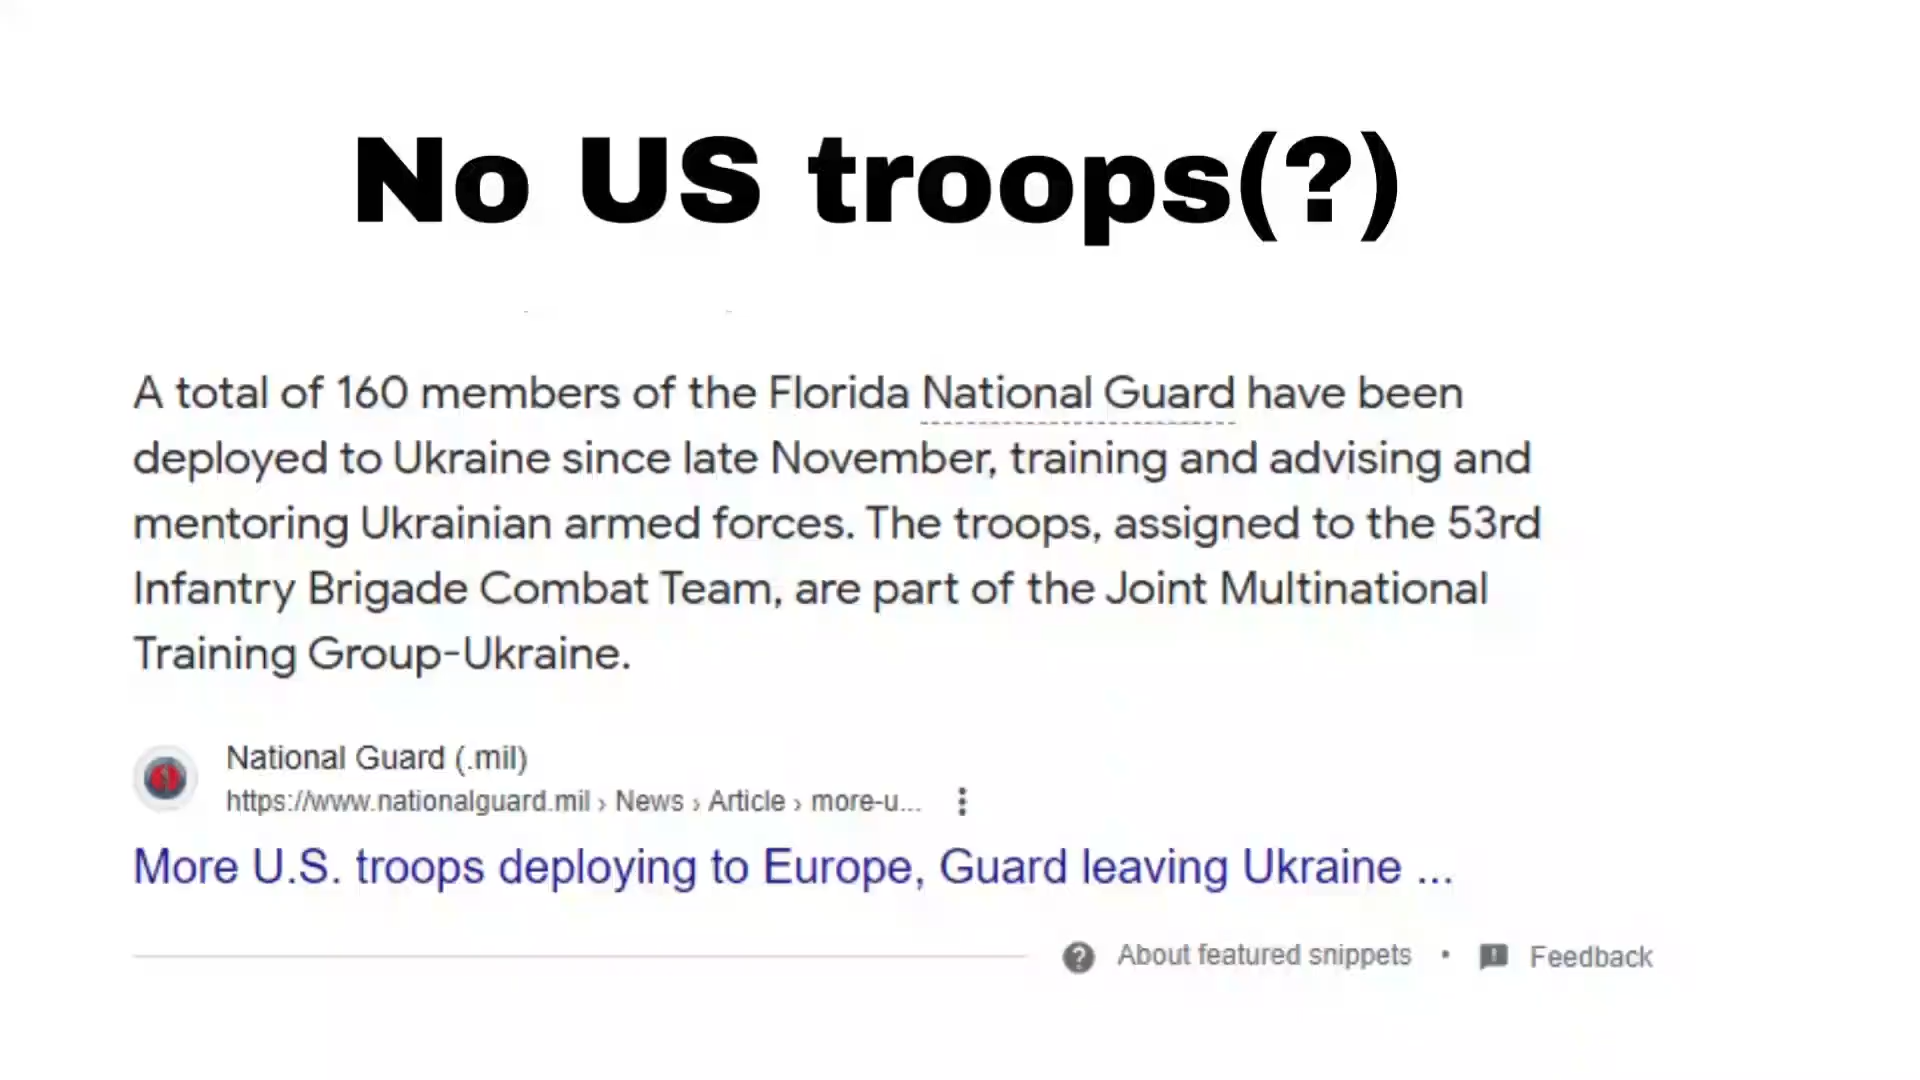 No US troops(?)
A total of 160 members of the Florida National Guard have been
deployed to Ukraine since late November, training and advising and
mentoring Ukrainian armed forces. The troops, assigned to the 53rd
Infantry Brigade Combat Team, are part of the Joint Multinational
Training Group-Ukraine.
National Guard (.mil)
https://www.nationalguard.mil › News › Article › more-u...
More U.S. troops deploying to Europe, Guard leaving Ukraine ...
About featured snippets • Feedback